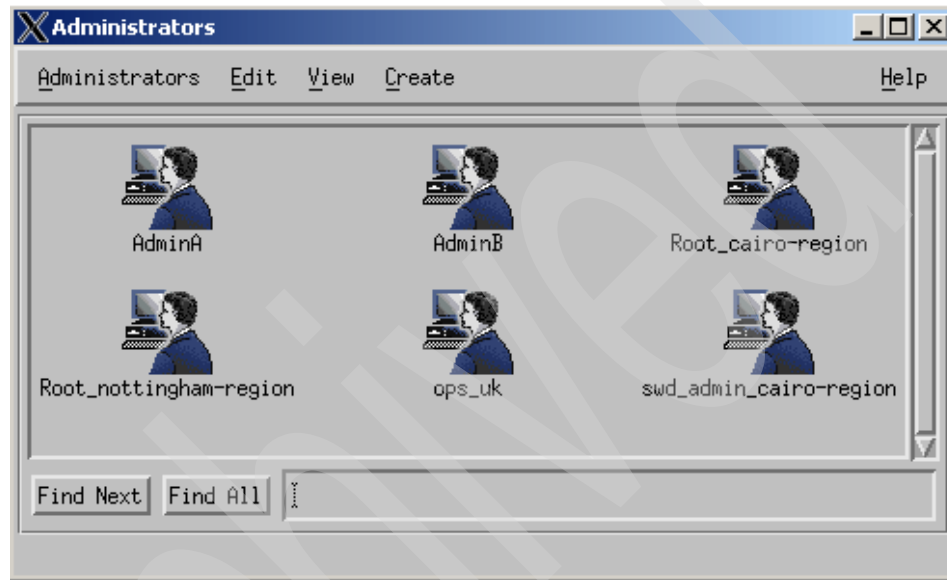 Administrators
Administrators Edit View Create Help
AdminA AdminB Root_cairo-region
Root_nottingham-region ops_uk swd_admin_cairo-region
Find Next Find All